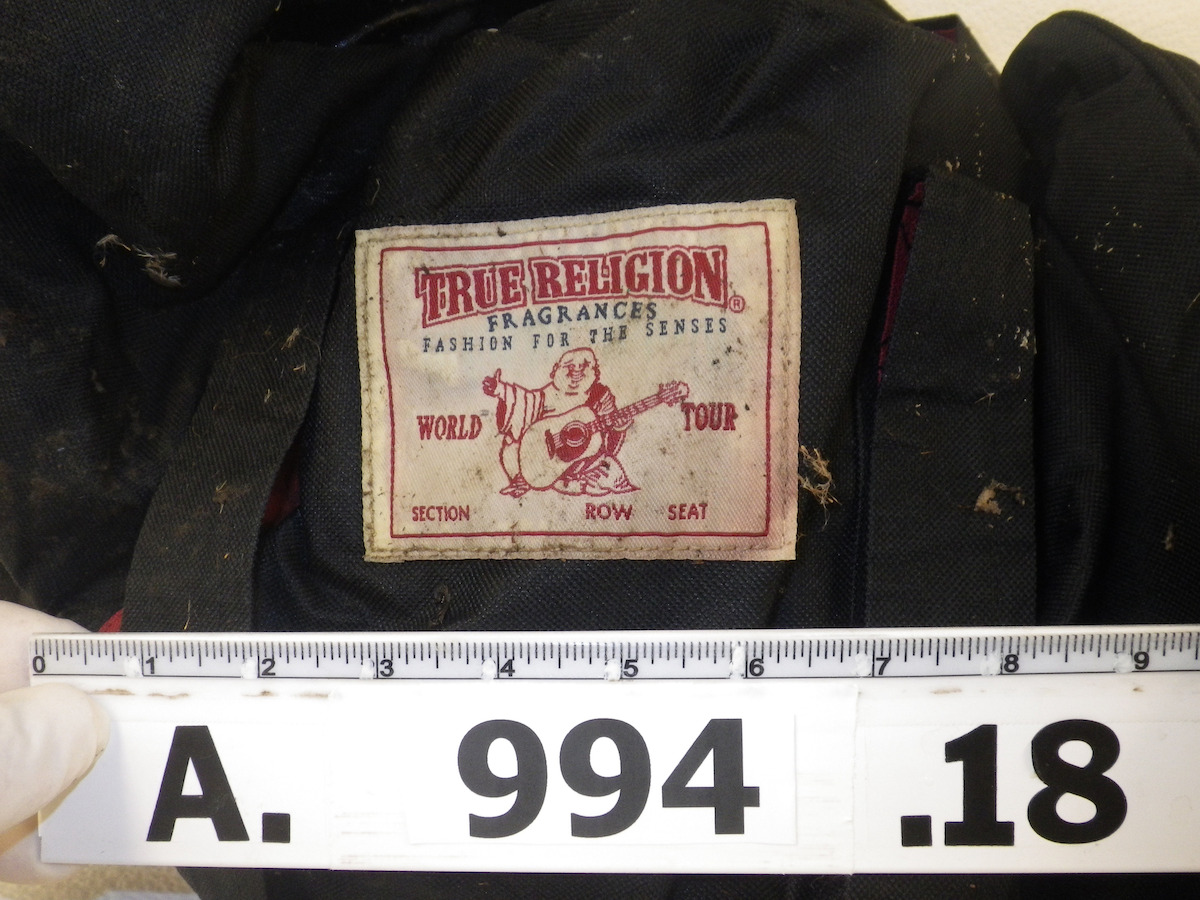 TRUE RELIGION®
FRAGRANCES
FASHION FOR THE SENSES
WORLD TOUR
SECTION ROW SEAT
0 1 2 3 4 5 6 7 8 9
A. 994 .18